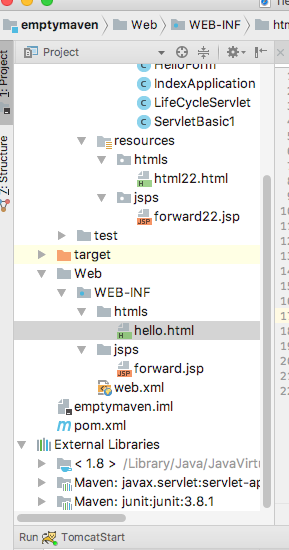 emptymaven Web WEB-INF
1: Project
7: Structure
Project
HelloForm
IndexApplication
LifeCycleServlet
ServletBasic1
resources
htmls
html22.html
jsps
forward22.jsp
test
target
Web
WEB-INF
htmls
hello.html
jsps
forward.jsp
web.xml
emptymaven.iml
pom.xml
External Libraries
< 1.8 > /Library/Java/JavaVirtu
Maven: javax.servlet:servlet-ap
Maven: junit:junit:3.8.1
Run TomcatStart